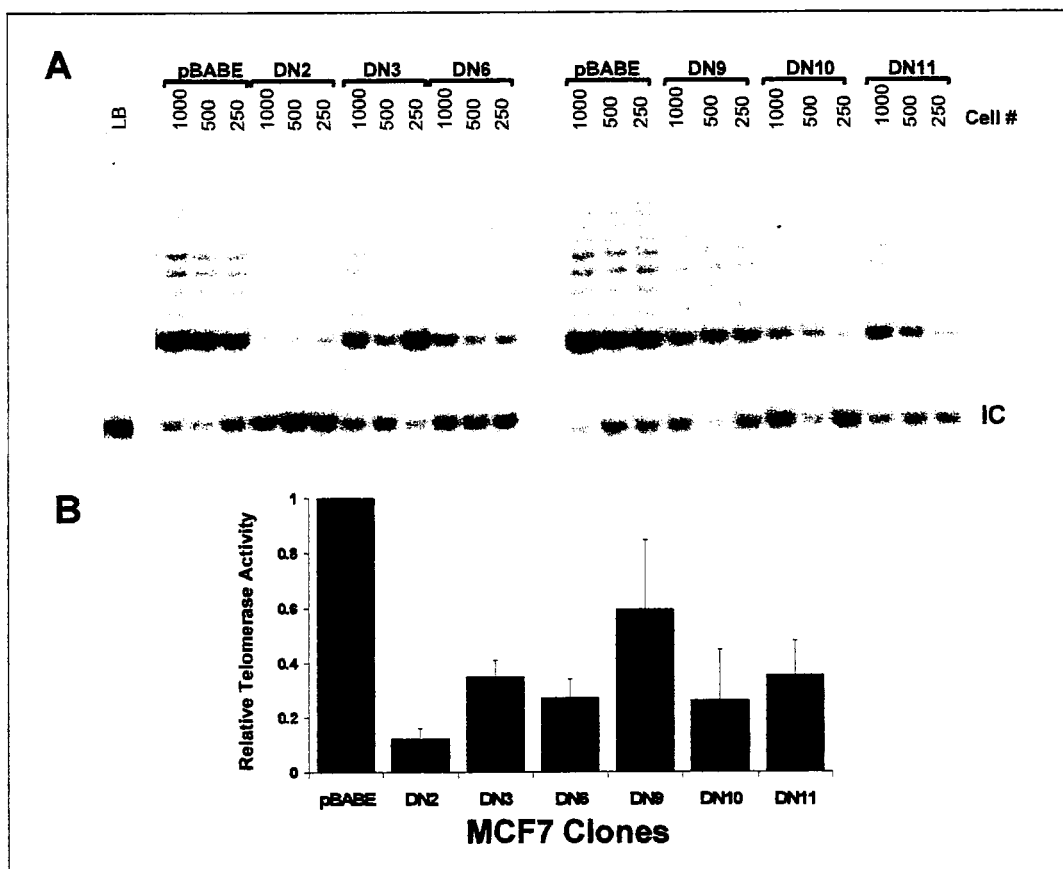 A
pBABE DN2 DN3 DN6 pBABE DN9 DN10 DN11
LB 1000 500 250 1000 500 250 1000 500 250 1000 500 250 1000 500 250 1000 500 250 1000 500 250 1000 500 250 Cell #
IC
B
Relative Telomerase Activity
1
0.8
0.6
0.4
0.2
0
pBABE DN2 DN3 DN6 DN9 DN10 DN11
MCF7 Clones